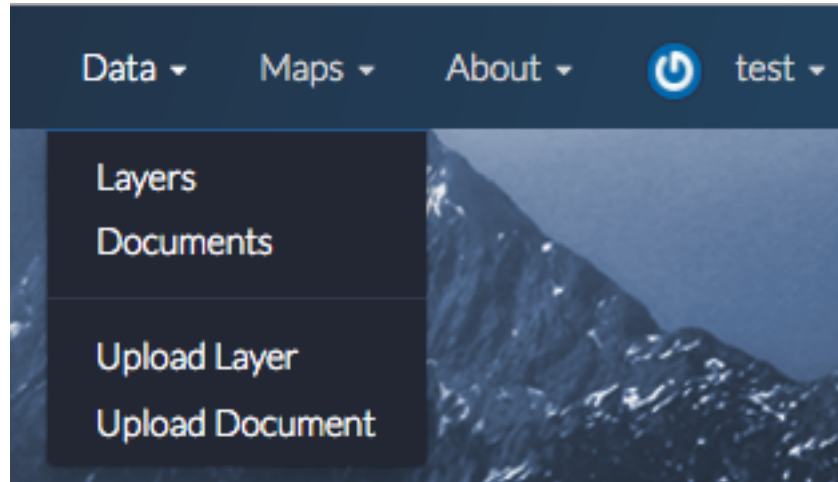 Data Maps About test
Layers
Documents
Upload Layer
Upload Document